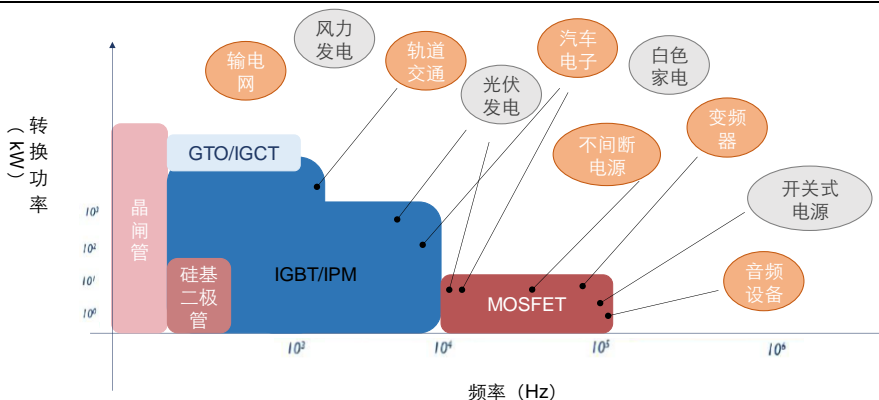 风力
发电
输电
网
轨道
交通
光伏
发电
汽车
电子
白色
家电
变频
器
不间断
电源
开关式
电源
音频
设备
转换功率
(kW)
GTO/IGCT
晶
闸
管
硅基
二极
管
IGBT/IPM
MOSFET
10³
10²
10¹
10⁰
10²
10⁴
10⁵
10⁶
频率（Hz）